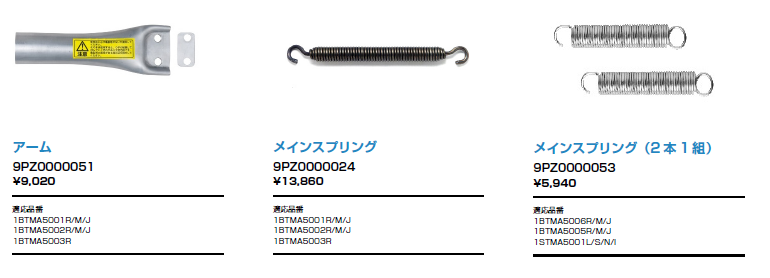 注意
アーム
9PZ0000051
¥9,020
適応品番
1BTMA5001R/M/J
1BTMA5002R/M/J
1BTMA5003R
メインスプリング
9PZ0000024
¥13,860
適応品番
1BTMA5001R/M/J
1BTMA5002R/M/J
1BTMA5003R
メインスプリング（2本1組）
9PZ0000053
¥5,940
適応品番
1BTMA5006R/M/J
1BTMA5005R/M/J
1STMA5001L/S/N/I